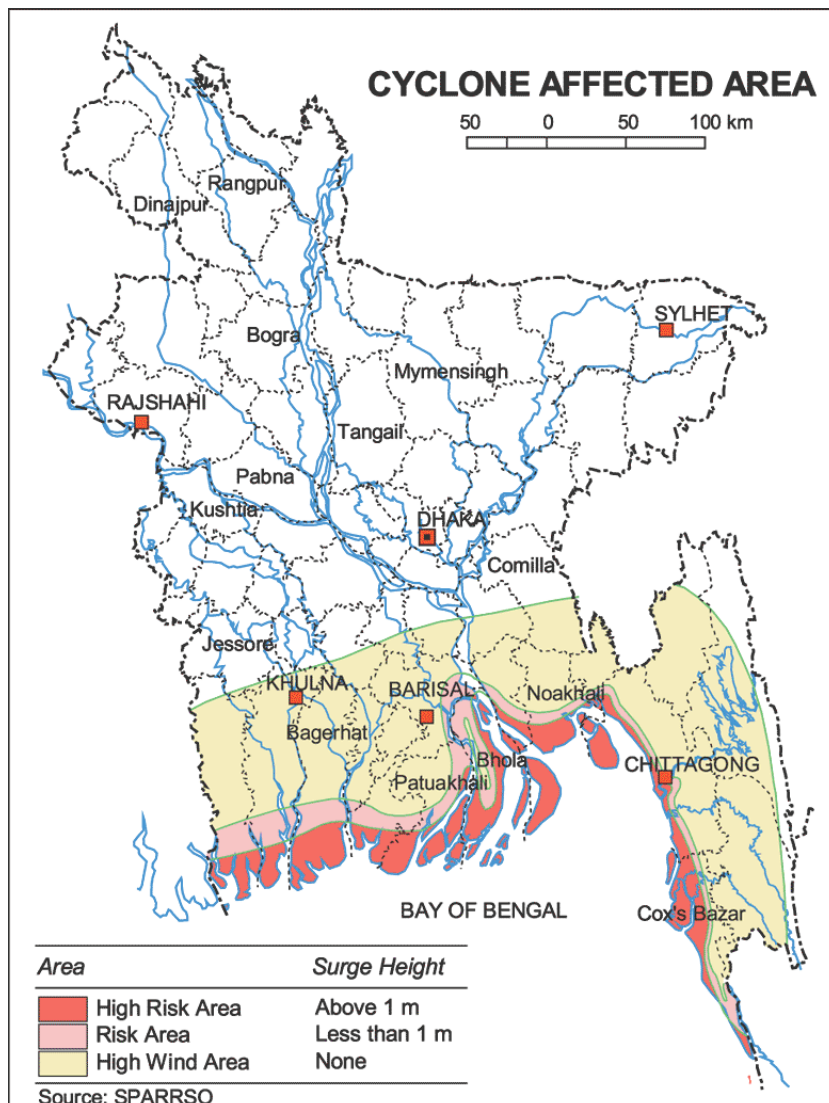 CYCLONE AFFECTED AREA
50 0 50 100 km
Rangpur
Dinajpur
SYLHET
Bogra
Mymensingh
RAJSHAHI
Tangail
Pabna
Kushtia
DHAKA
Comilla
Jessore
KHULNA
BARISAL
Noakhali
Bagerhat
Bhola
CHITTAGONG
Patuakhali
BAY OF BENGAL
Cox's Bazar
Area Surge Height
High Risk Area Above 1 m
Risk Area Less than 1 m
High Wind Area None
Source: SPARRSO